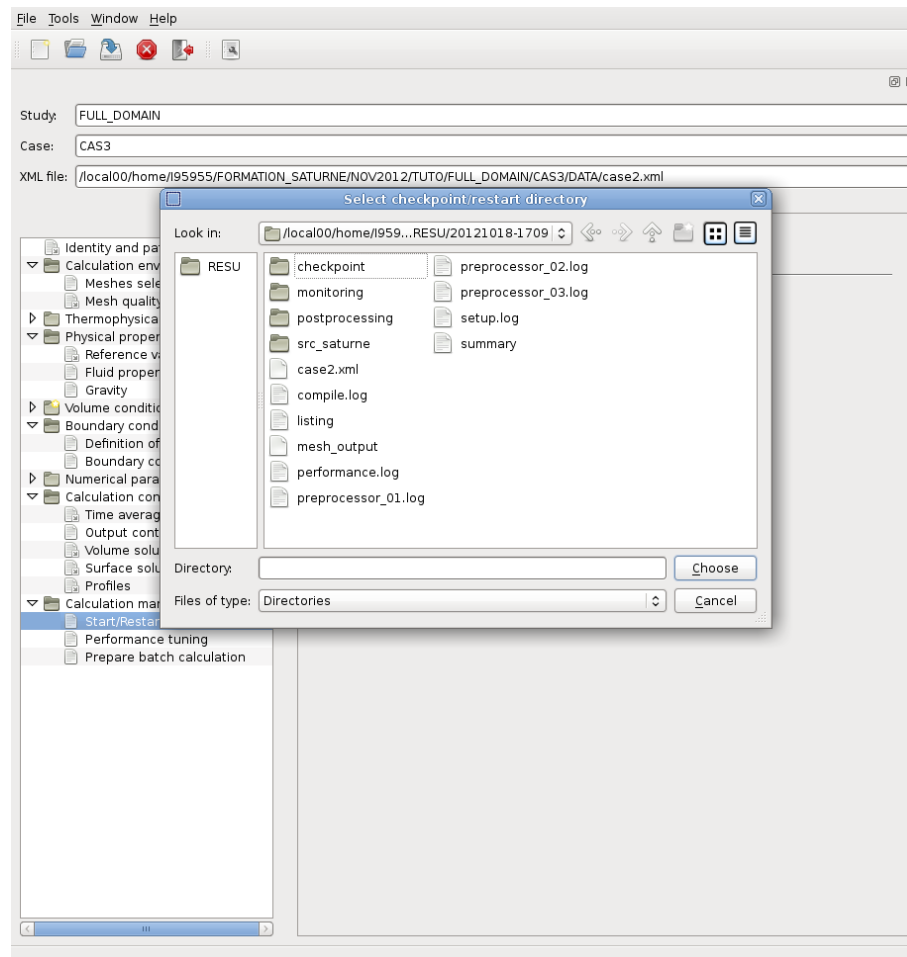 File Tools Window Help
Study: FULL_DOMAIN
Case: CAS3
XML file: /local00/home/I95955/FORMATION_SATURNE/NOV2012/TUTO/FULL_DOMAIN/CAS3/DATA/case2.xml
Select checkpoint/restart directory
Look in: /local00/home/I959...RESU/20121018-1709
RESU
checkpoint
monitoring
postprocessing
src_saturne
case2.xml
compile.log
listing
mesh_output
performance.log
preprocessor_01.log
preprocessor_02.log
preprocessor_03.log
setup.log
summary
Directory:
Choose
Files of type: Directories
Cancel
Identity and pa
Calculation env
Meshes sele
Mesh quality
Thermophysica
Physical proper
Reference va
Fluid proper
Gravity
Volume conditio
Boundary cond
Definition of
Boundary co
Numerical para
Calculation con
Time averag
Output cont
Volume solu
Surface solu
Profiles
Calculation mar
Start/Restar
Performance tuning
Prepare batch calculation